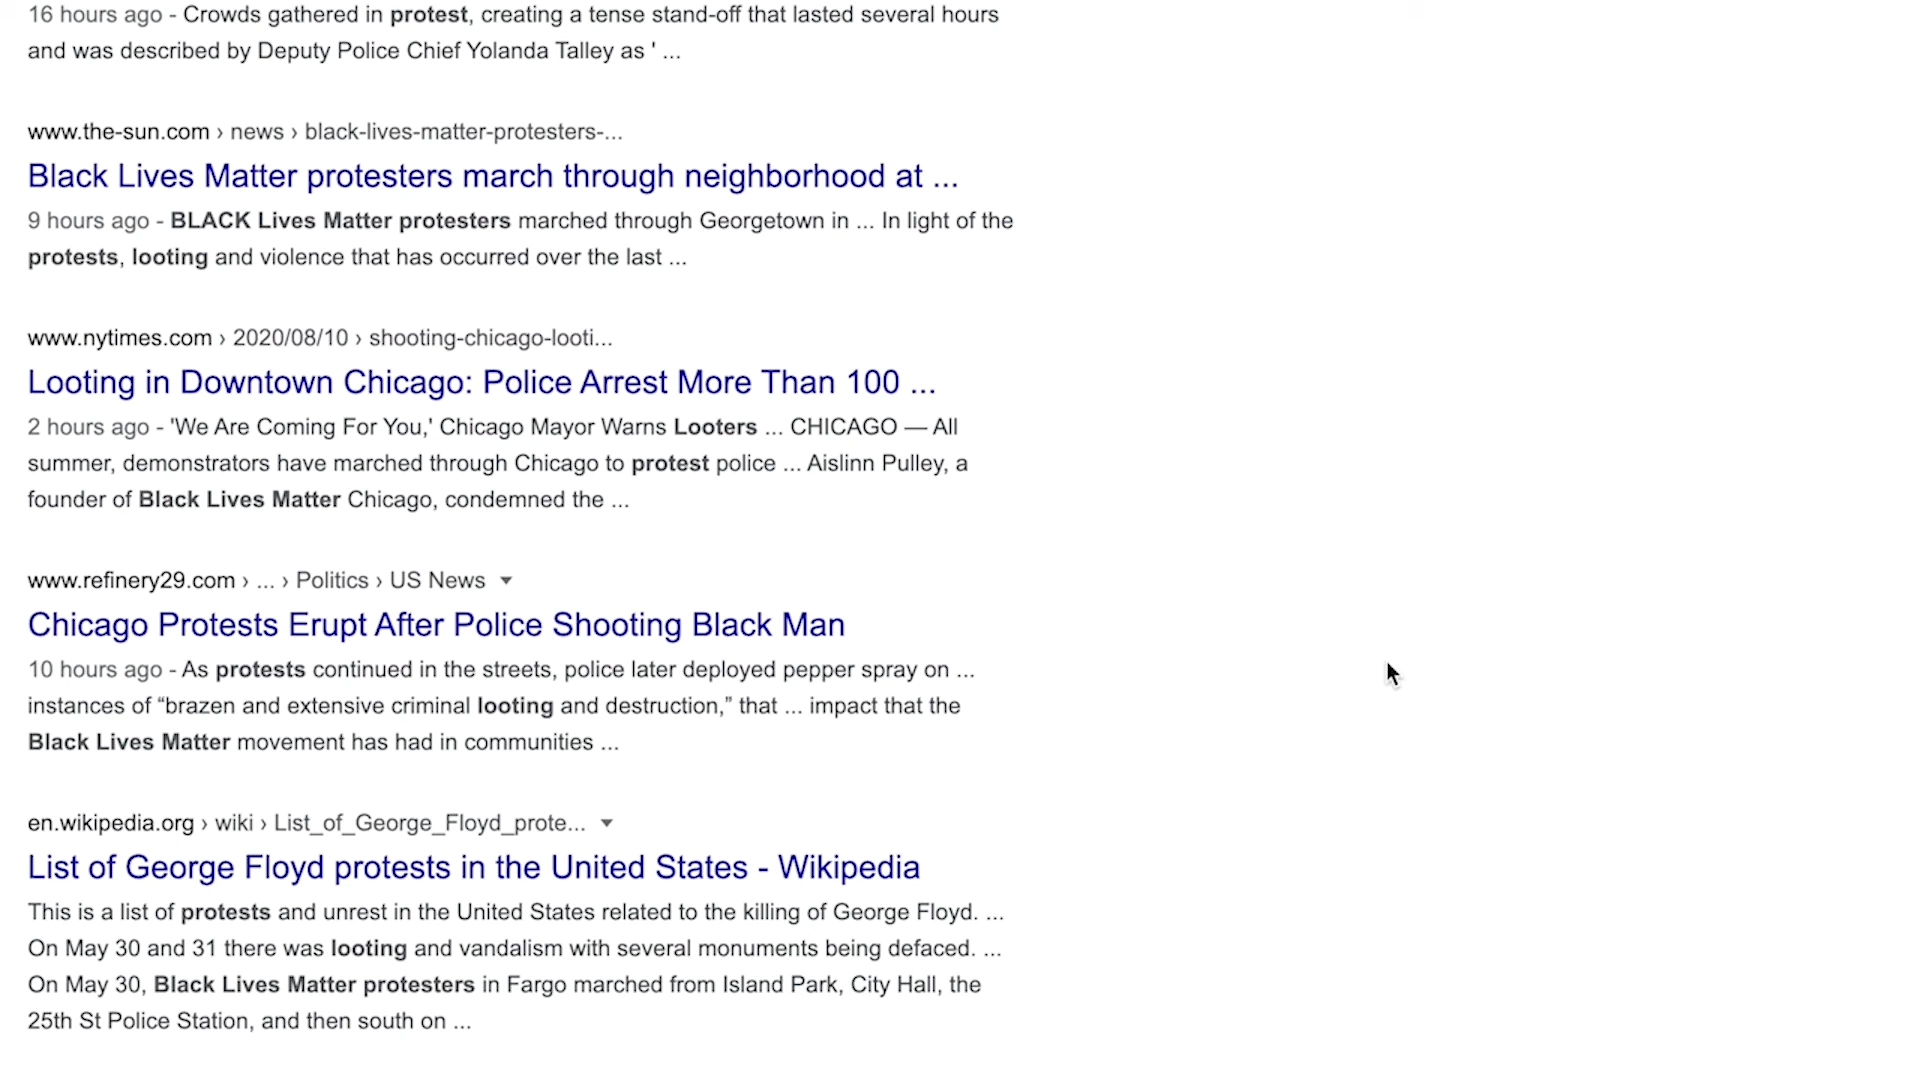 16 hours ago - Crowds gathered in protest, creating a tense stand-off that lasted several hours
and was described by Deputy Police Chief Yolanda Talley as ' ...
www.the-sun.com › news › black-lives-matter-protesters-...
Black Lives Matter protesters march through neighborhood at ...
9 hours ago - BLACK Lives Matter protesters marched through Georgetown in ... In light of the
protests, looting and violence that has occurred over the last ...
www.nytimes.com › 2020/08/10 › shooting-chicago-looti...
Looting in Downtown Chicago: Police Arrest More Than 100 ...
2 hours ago - 'We Are Coming For You,' Chicago Mayor Warns Looters ... CHICAGO — All
summer, demonstrators have marched through Chicago to protest police ... Aislinn Pulley, a
founder of Black Lives Matter Chicago, condemned the ...
www.refinery29.com › ... › Politics › US News
Chicago Protests Erupt After Police Shooting Black Man
10 hours ago - As protests continued in the streets, police later deployed pepper spray on ...
instances of “brazen and extensive criminal looting and destruction,” that ... impact that the
Black Lives Matter movement has had in communities ...
en.wikipedia.org › wiki › List_of_George_Floyd_prote...
List of George Floyd protests in the United States - Wikipedia
This is a list of protests and unrest in the United States related to the killing of George Floyd. ...
On May 30 and 31 there was looting and vandalism with several monuments being defaced. ...
On May 30, Black Lives Matter protesters in Fargo marched from Island Park, City Hall, the
25th St Police Station, and then south on ...